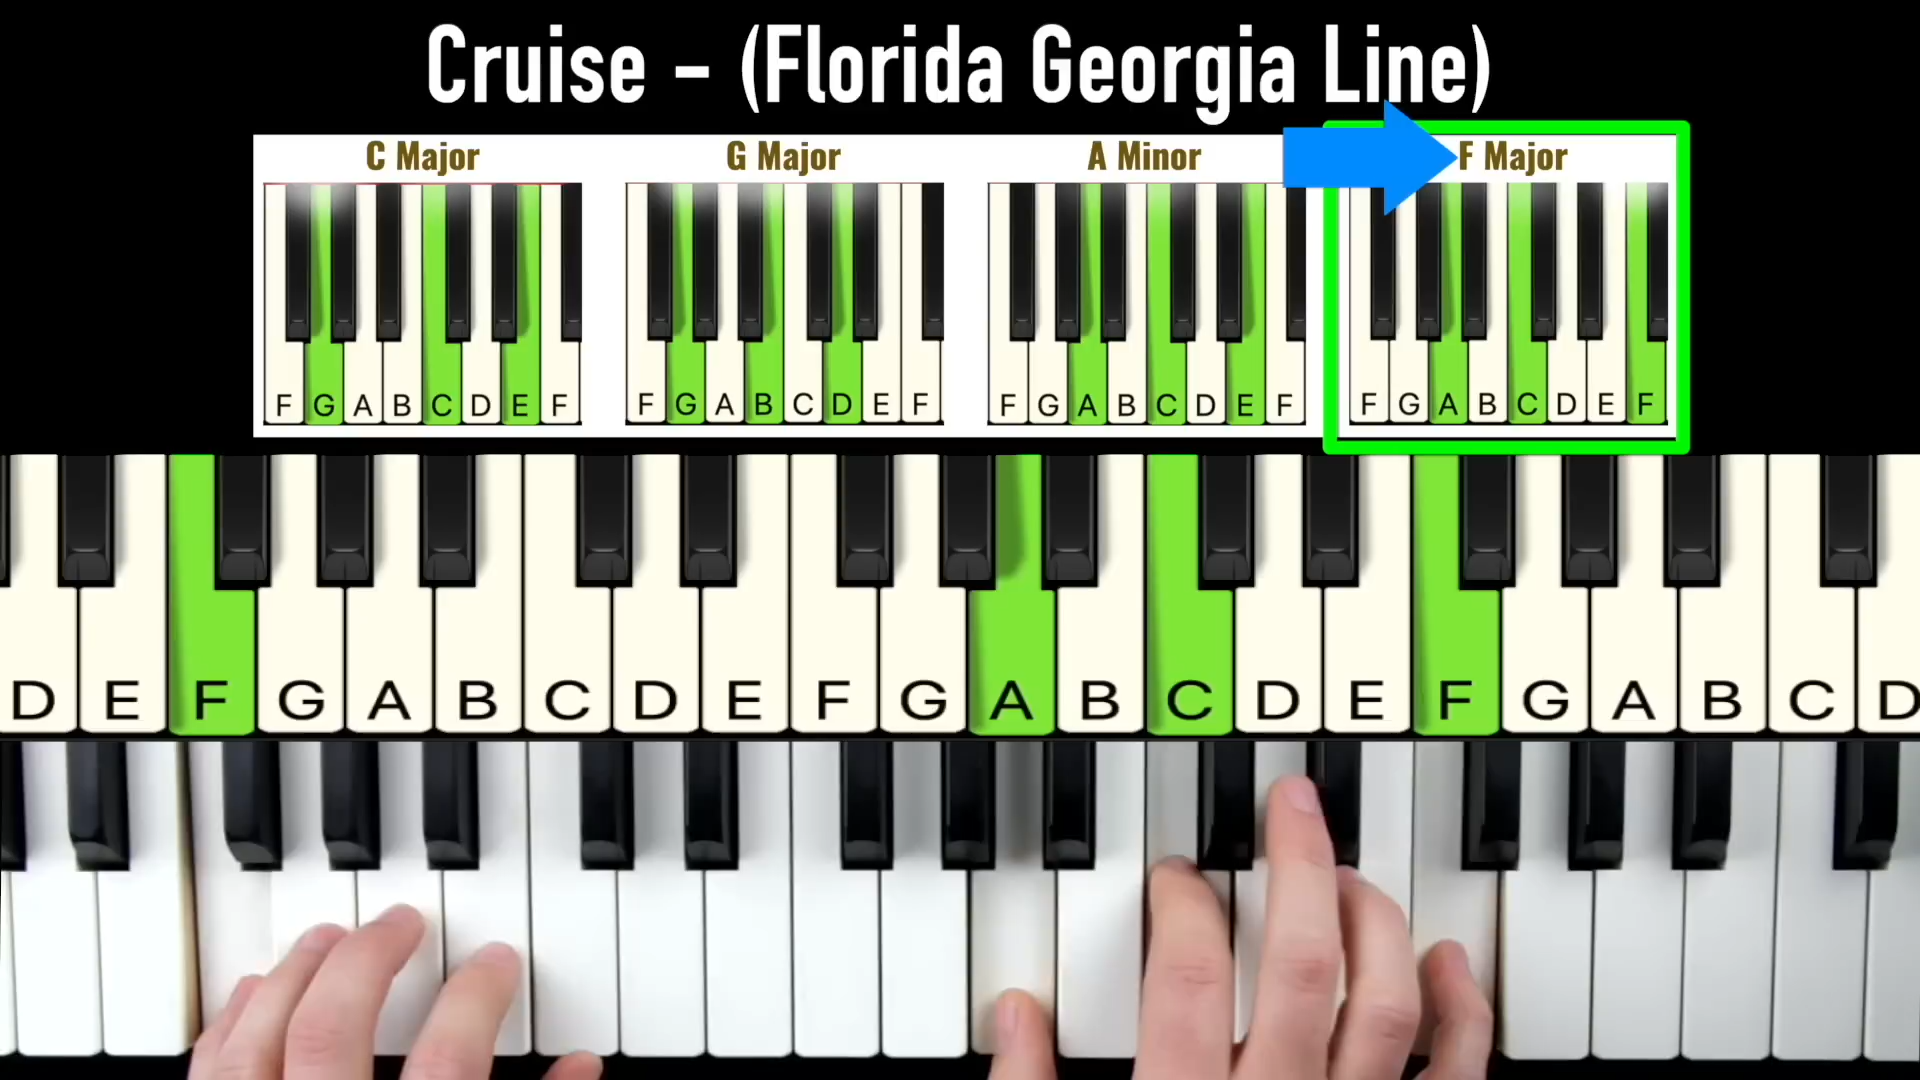 Cruise - (Florida Georgia Line)
C Major
G Major
A Minor
F Major
F G A B C D E F
F G A B C D E F
F G A B C D E F
F G A B C D E F
D E F G A B C D E F G A B C D E F G A B C D